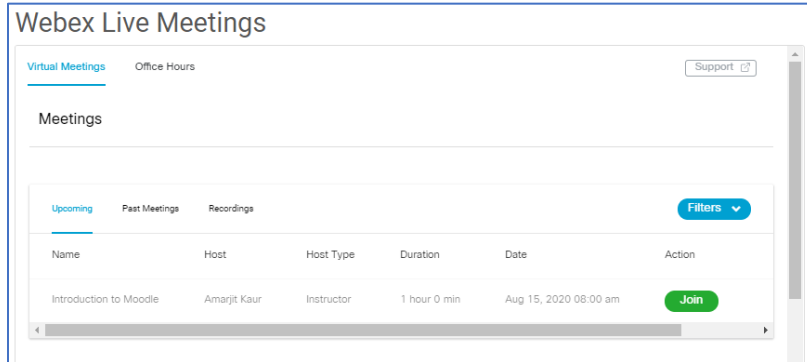 Webex Live Meetings
Virtual Meetings Office Hours Support
Meetings
Upcoming Past Meetings Recordings Filters
Name Host Host Type Duration Date Action
Introduction to Moodle Amarjit Kaur Instructor 1 hour 0 min Aug 15, 2020 08:00 am Join